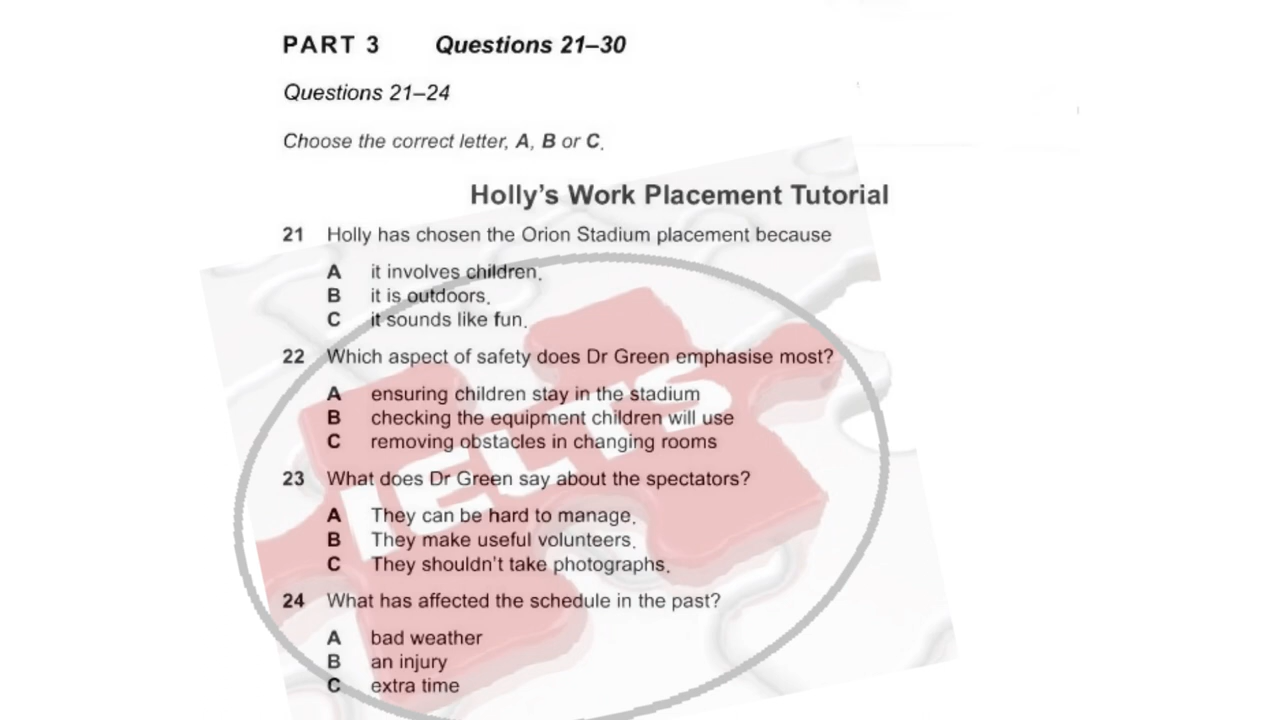 PART 3 Questions 21–30
Questions 21–24
Choose the correct letter, A, B or C.
Holly's Work Placement Tutorial
21 Holly has chosen the Orion Stadium placement because
A it involves children.
B it is outdoors.
C it sounds like fun.
22 Which aspect of safety does Dr Green emphasise most?
A ensuring children stay in the stadium
B checking the equipment children will use
C removing obstacles in changing rooms
23 What does Dr Green say about the spectators?
A They can be hard to manage.
B They make useful volunteers.
C They shouldn't take photographs.
24 What has affected the schedule in the past?
A bad weather
B an injury
C extra time
IELTS